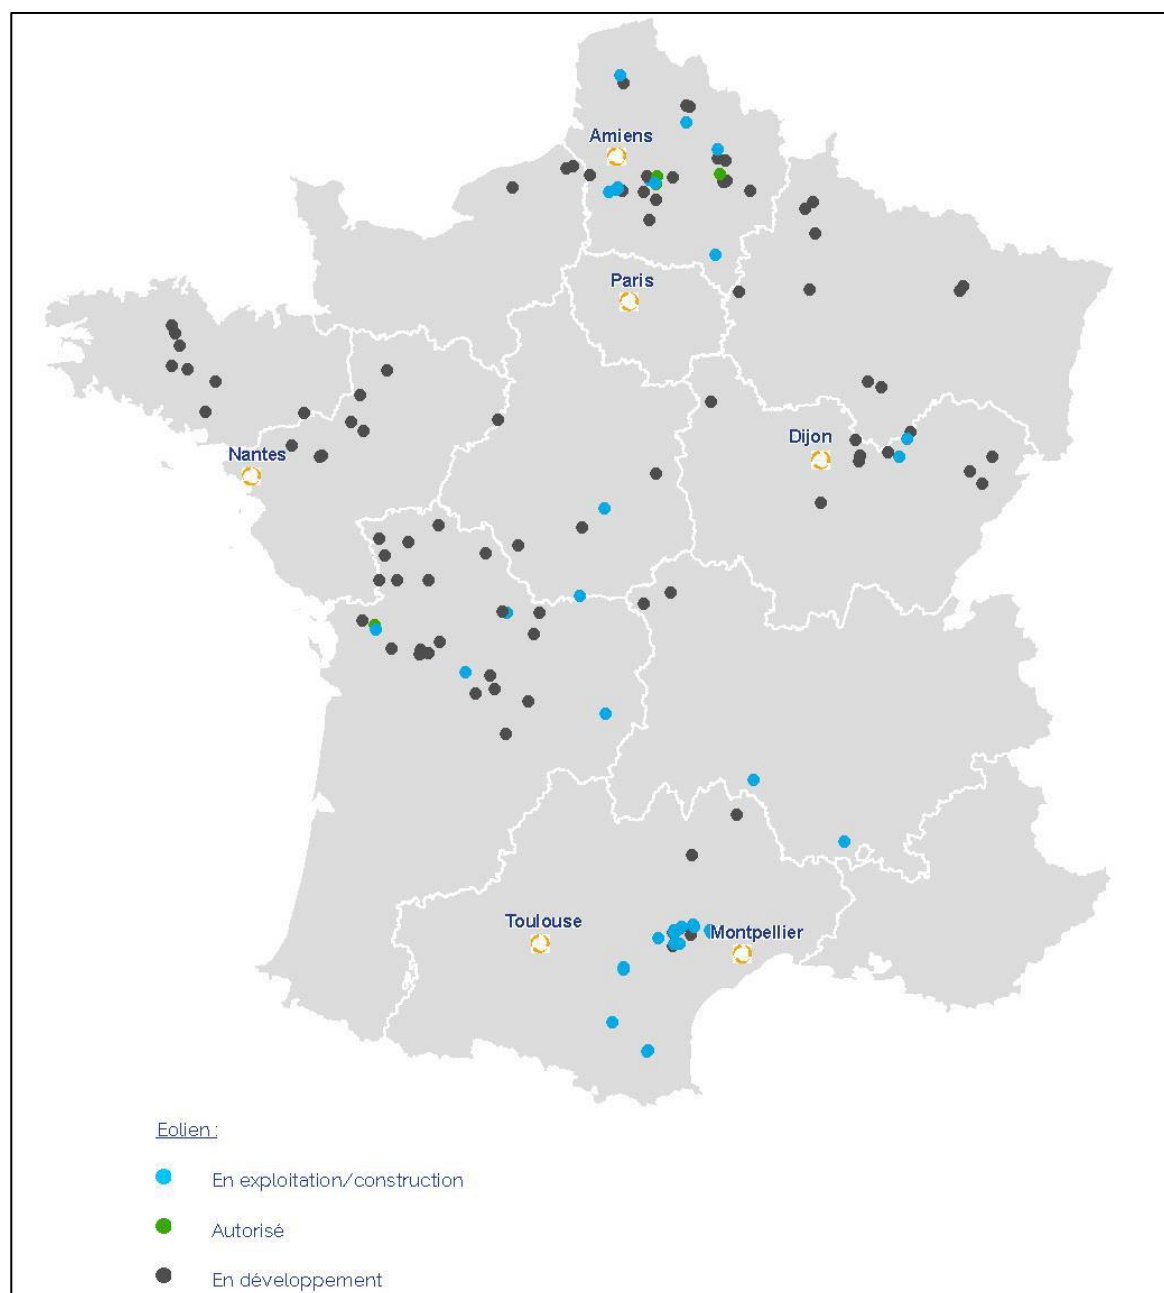 Amiens
Paris
Nantes
Dijon
Toulouse
Montpellier
Eolien :
En exploitation/construction
Autorisé
En développement